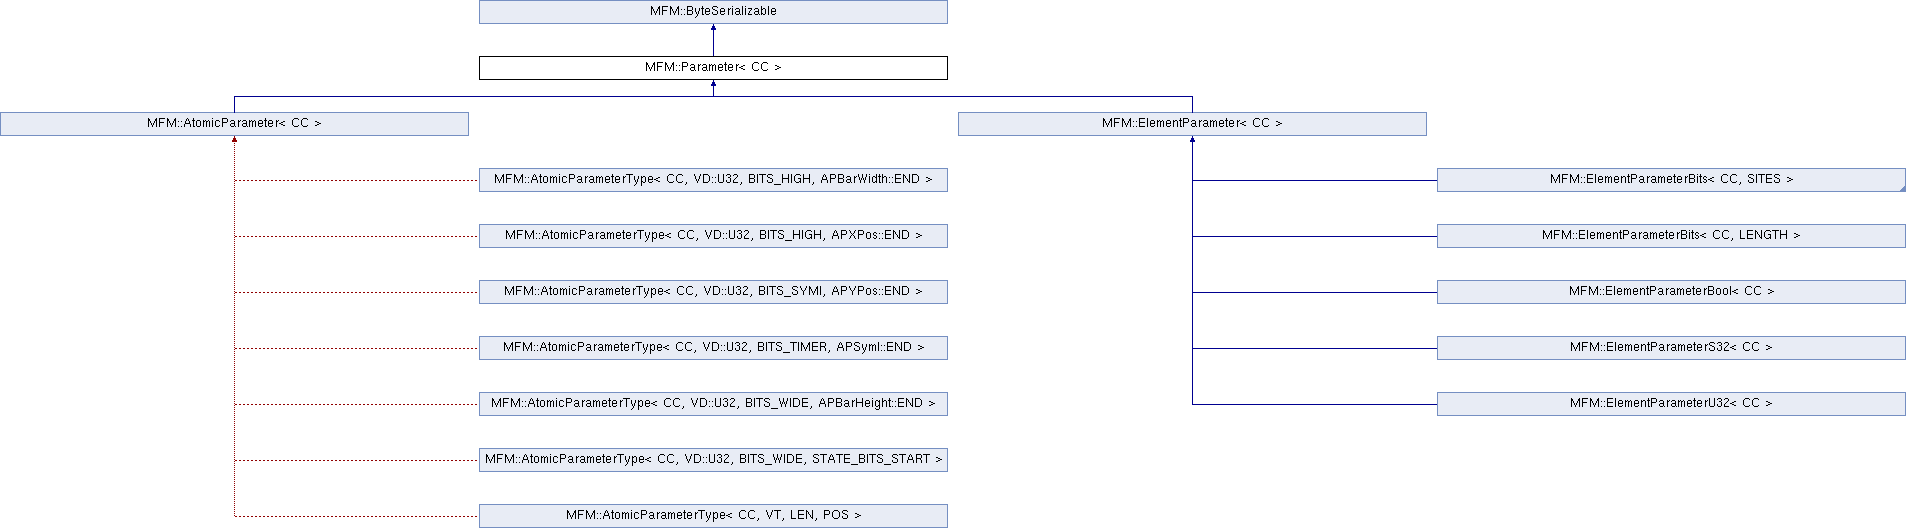 MFM::ByteSerializable
MFM::Parameter< CC >
MFM::AtomicParameter< CC >
MFM::ElementParameter< CC >
MFM::AtomicParameterType< CC, VD::U32, BITS_HIGH, APBarWidth::END >
MFM::ElementParameterBits< CC, SITES >
MFM::AtomicParameterType< CC, VD::U32, BITS_HIGH, APXPos::END >
MFM::ElementParameterBits< CC, LENGTH >
MFM::AtomicParameterType< CC, VD::U32, BITS_SYMI, APYPos::END >
MFM::ElementParameterBool< CC >
MFM::AtomicParameterType< CC, VD::U32, BITS_TIMER, APSymI::END >
MFM::ElementParameterS32< CC >
MFM::AtomicParameterType< CC, VD::U32, BITS_WIDE, APBarHeight::END >
MFM::ElementParameterU32< CC >
MFM::AtomicParameterType< CC, VD::U32, BITS_WIDE, STATE_BITS_START >
MFM::AtomicParameterType< CC, VT, LEN, POS >